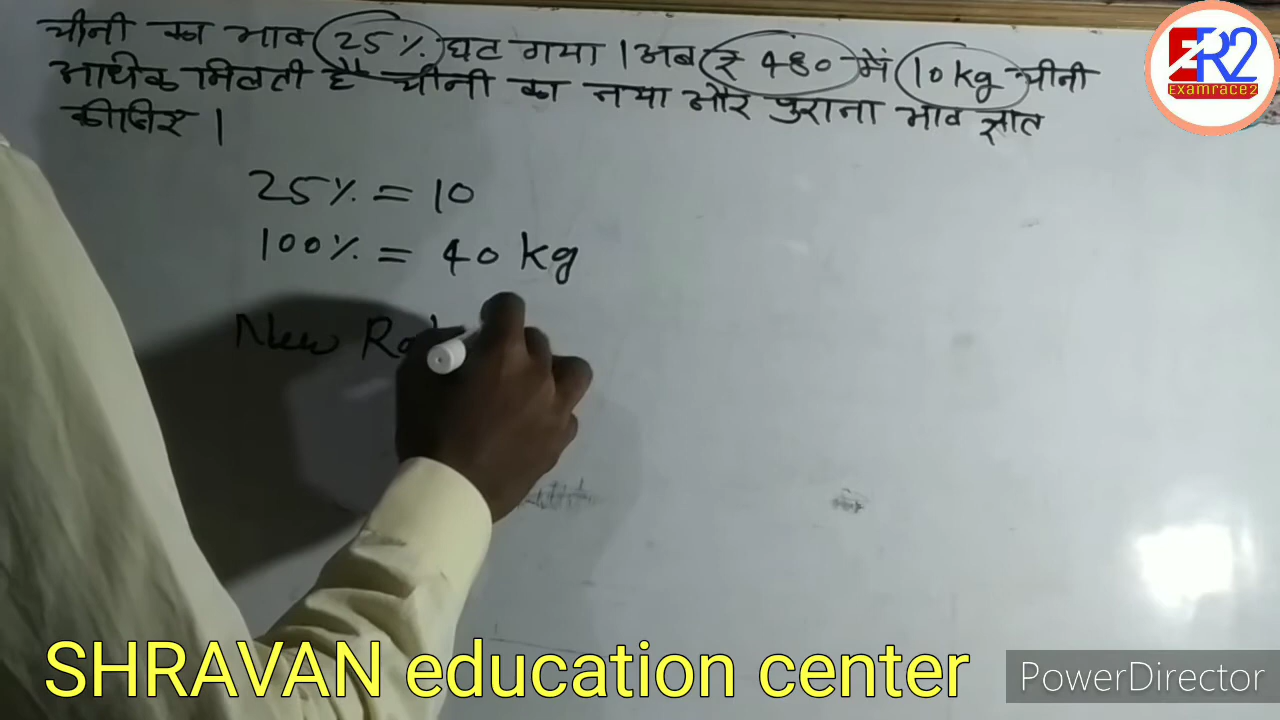 चीनी का भाव 25% घट गया । अब ₹ 480 में 10 kg चीनी
अधिक मिलती है चीनी का नया और पुराना भाव ज्ञात
कीजिए ।
25% = 10
100% = 40 kg
New
ER2
Examrace2
SHRAVAN education center
PowerDirector